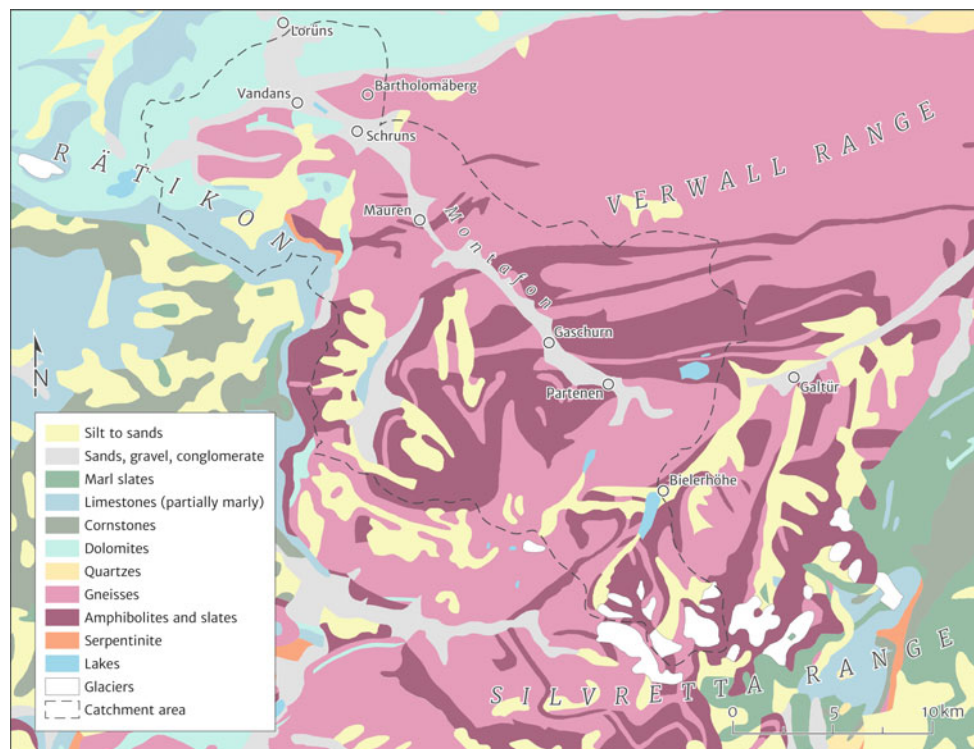 Lorüns
Bartholomäberg
Vandans
Schruns
RÄTIKON
VERWALL RANGE
Mauren
Montafon
Gaschurn
Partenen
Galtür
Bielerhöhe
N
Silt to sands
Sands, gravel, conglomerate
Marl slates
Limestones (partially marly)
Cornstones
Dolomites
Quartzes
Gneisses
Amphibolites and slates
Serpentinite
Lakes
Glaciers
Catchment area
SILVRETTA RANGE
0 5 10 km